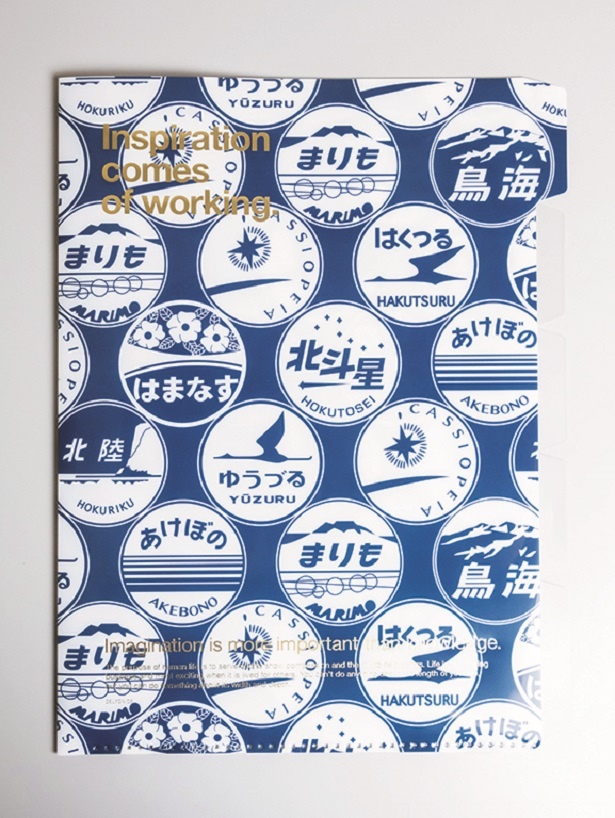 HOKURIKU
ゆうづる
YŪZURU
CASSIOPEIA
HOKU
Inspiration
comes
of working.
まりも
MARIMO
鳥海
まりも
MARIMO
CASSIOPEIA
はくつる
HAKUTSURU
はまなす
北斗星
HOKUTOSEI
あけぼの
AKEBONO
北陸
HOKURIKU
ゆうづる
YŪZURU
CASSIOPEIA
あけぼの
AKEBONO
まりも
MARIMO
鳥海
まりも
MARIMO
CASSIOPEIA
はくつる
HAKUTSURU
Imagination is more important than knowledge.
あけぼの